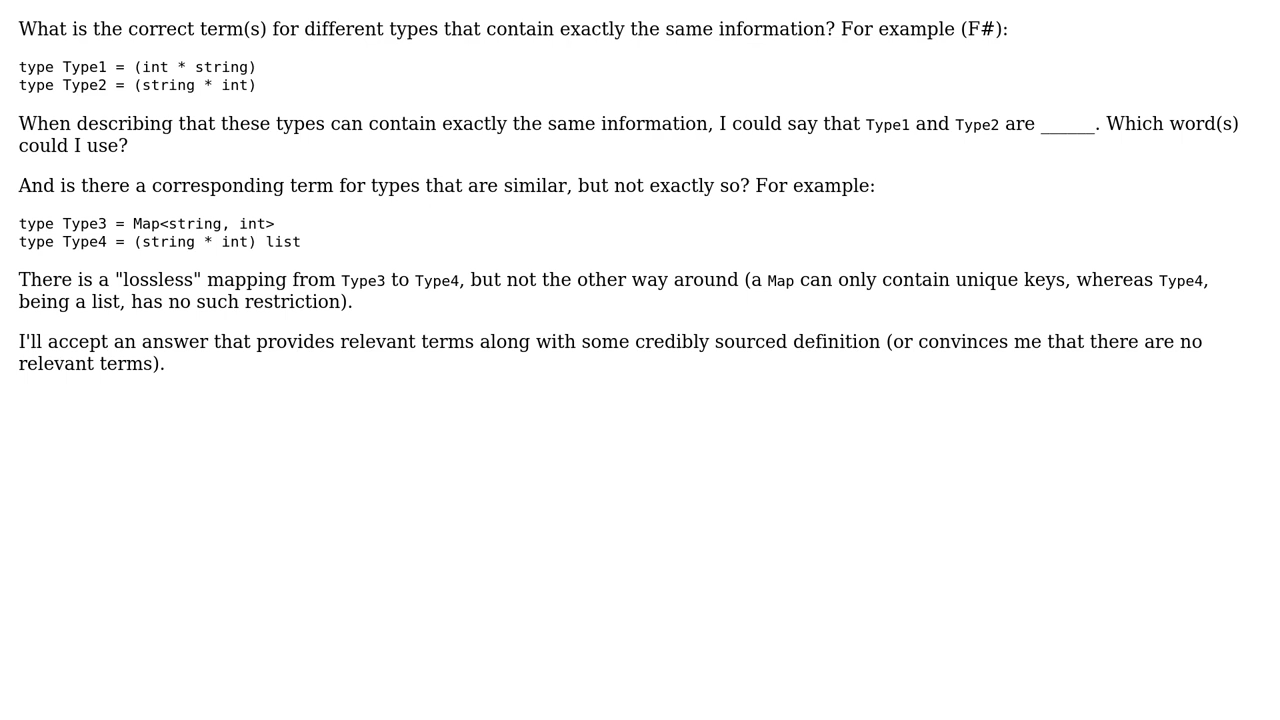 What is the correct term(s) for different types that contain exactly the same information? For example (F#):
type Type1 = (int * string)
type Type2 = (string * int)
When describing that these types can contain exactly the same information, I could say that Type1 and Type2 are ______. Which word(s)
could I use?
And is there a corresponding term for types that are similar, but not exactly so? For example:
type Type3 = Map<string, int>
type Type4 = (string * int) list
There is a "lossless" mapping from Type3 to Type4, but not the other way around (a Map can only contain unique keys, whereas Type4,
being a list, has no such restriction).
I'll accept an answer that provides relevant terms along with some credibly sourced definition (or convinces me that there are no
relevant terms).